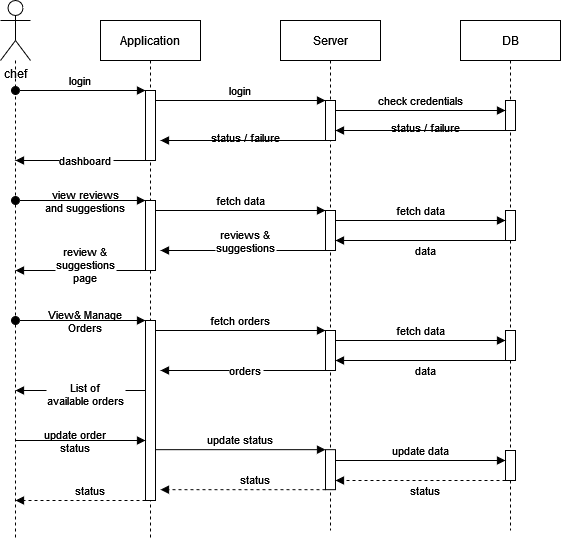 Application
Server
DB
chef
login
login
check credentials
status / failure
status / failure
dashboard
view reviews
and suggestions
fetch data
fetch data
reviews &
suggestions
data
review &
suggestions
page
View& Manage
Orders
fetch orders
fetch data
orders
data
List of
available orders
update order
status
update status
update data
status
status
status